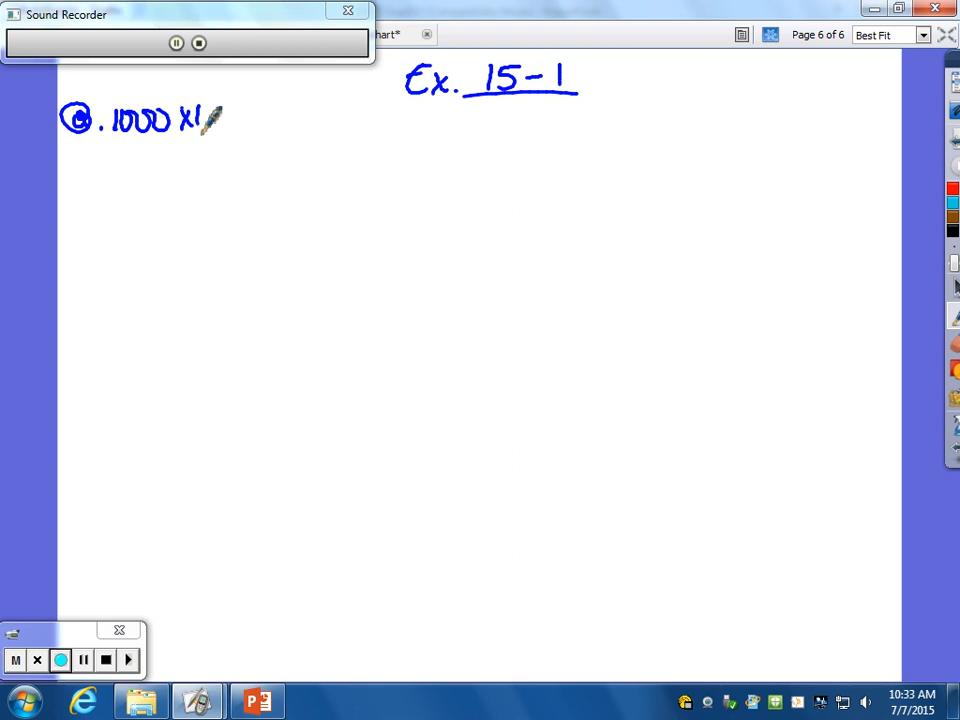 Sound Recorder
hart*
Page 6 of 6
Best Fit
Ex. 15-1
a. 1000 x1
M
10:33 AM
7/7/2015